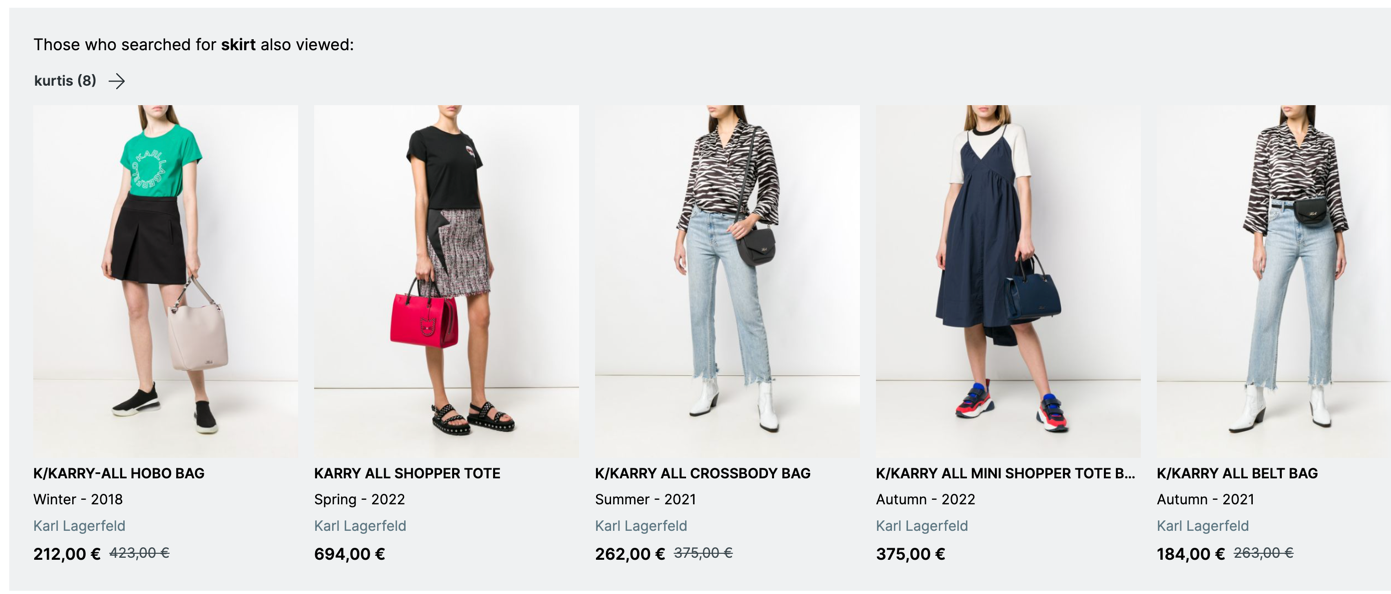 Those who searched for skirt also viewed:
kurtis (8)
K/KARRY-ALL HOBO BAG
Winter - 2018
Karl Lagerfeld
212,00 € 423,00 €
KARRY ALL SHOPPER TOTE
Spring - 2022
Karl Lagerfeld
694,00 €
K/KARRY ALL CROSSBODY BAG
Summer - 2021
Karl Lagerfeld
262,00 € 375,00 €
K/KARRY ALL MINI SHOPPER TOTE B...
Autumn - 2022
Karl Lagerfeld
375,00 €
K/KARRY ALL BELT BAG
Autumn - 2021
Karl Lagerfeld
184,00 € 263,00 €